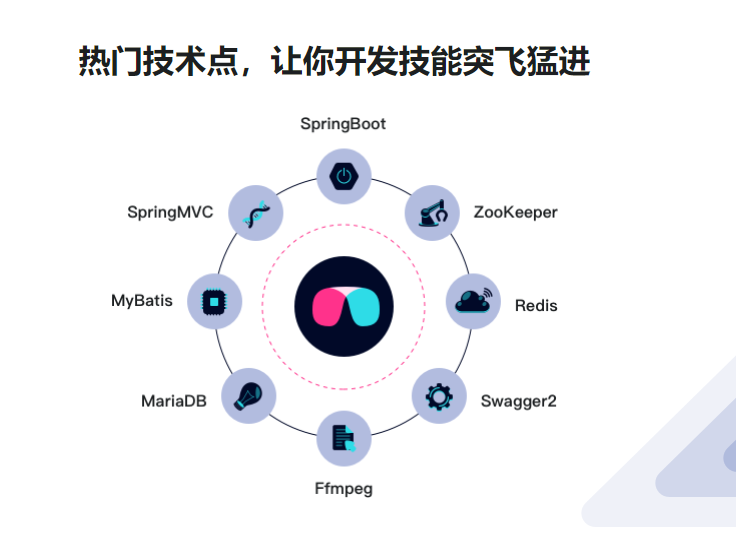 热门技术点，让你开发技能突飞猛进
SpringBoot
SpringMVC
ZooKeeper
MyBatis
Redis
MariaDB
Swagger2
Ffmpeg